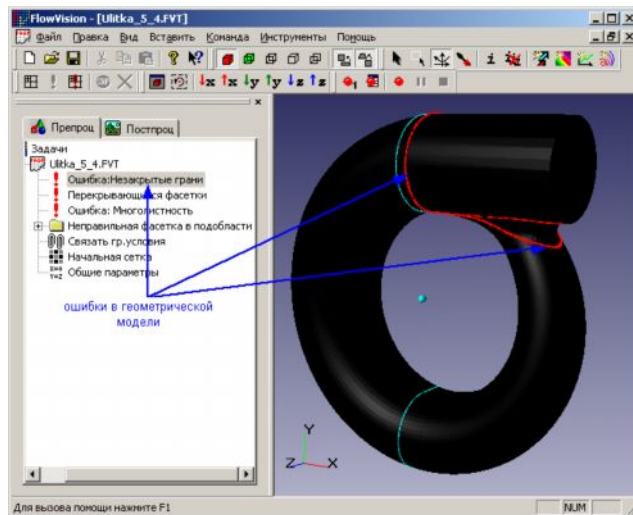 FlowVision - [Ulitka_5_4.FVT]
Файл Правка Вид Вставить Команда Инструменты Помощь
Препроц Постпроц
Задачи
Ulitka_5_4.FVT
Ошибка:Незакрытые грани
Перекрывающиеся фасетки
Ошибка: Многолистность
Неправильная фасетка в подобласти
Связать гр.условия
Начальная сетка
Общие параметры
ошибки в геометрической
модели
Y
Z X
Для вызова помощи нажмите F1
NUM